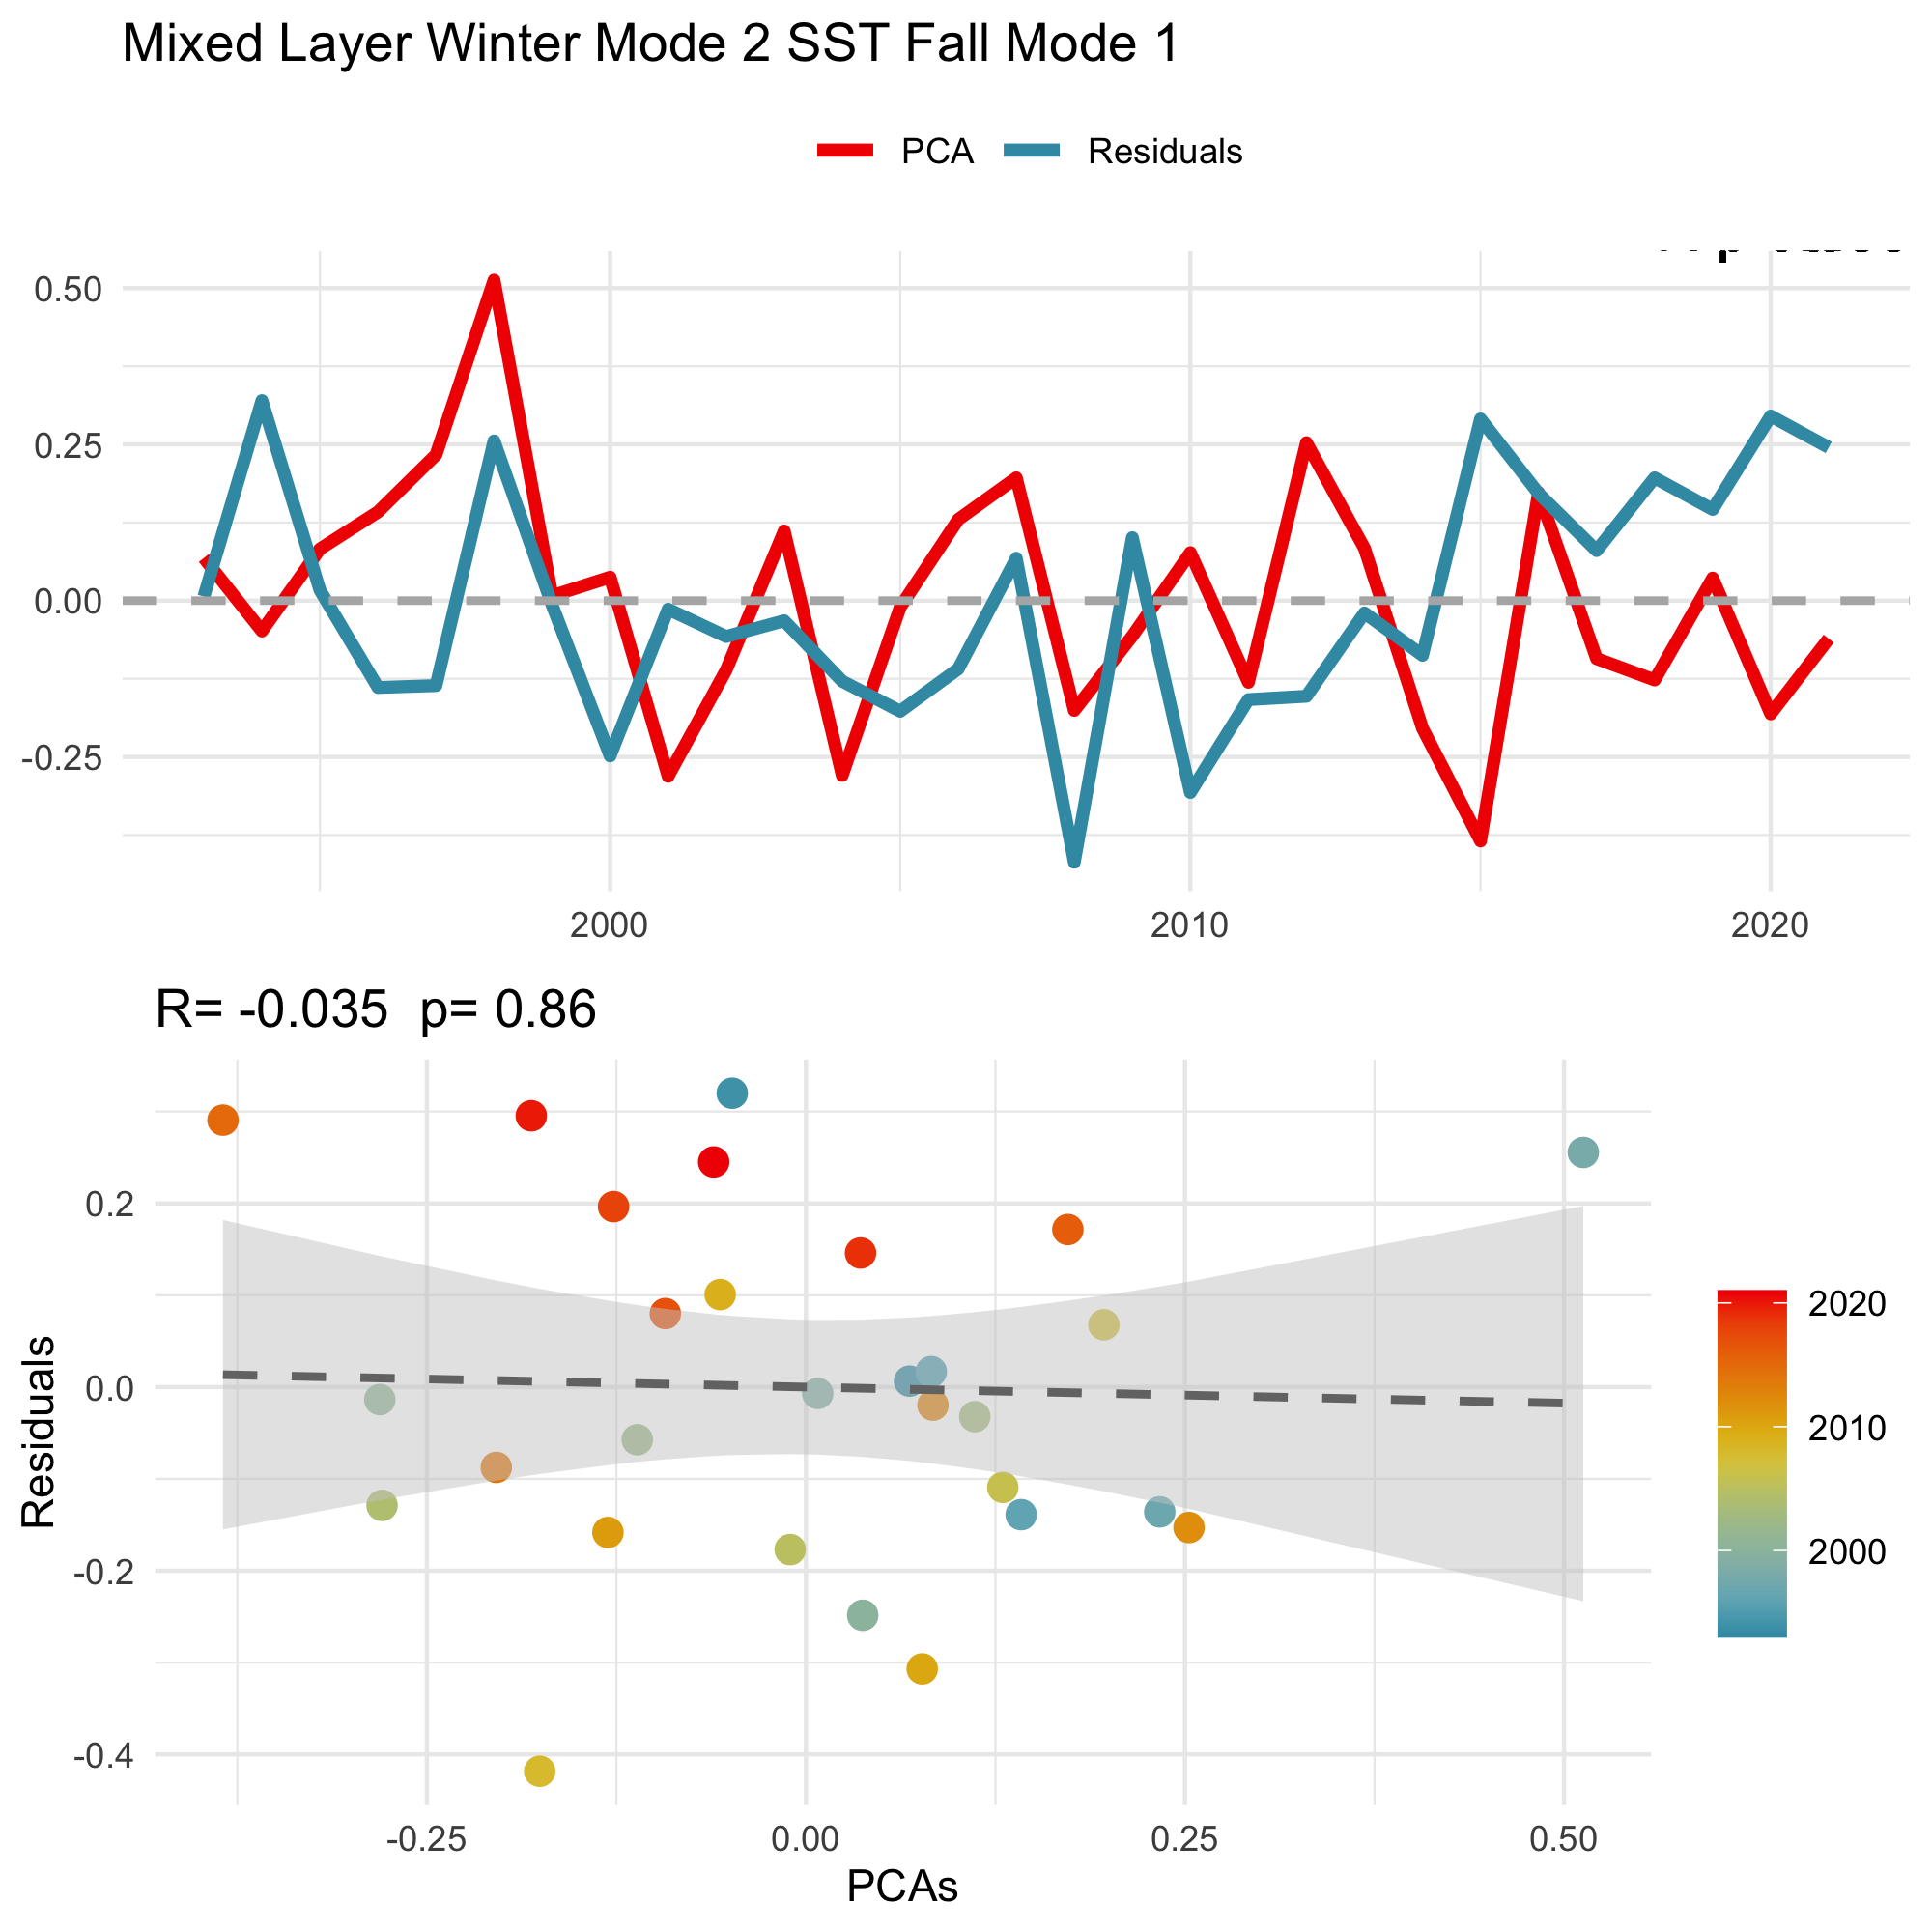 Mixed Layer Winter Mode 2 SST Fall Mode 1
PCA Residuals
0.50
0.25
0.00
-0.25
2000 2010 2020
R= -0.035 p= 0.86
0.2
0.0
-0.2
-0.4
Residuals
-0.25 0.00 0.25 0.50
PCAs
2020
2010
2000